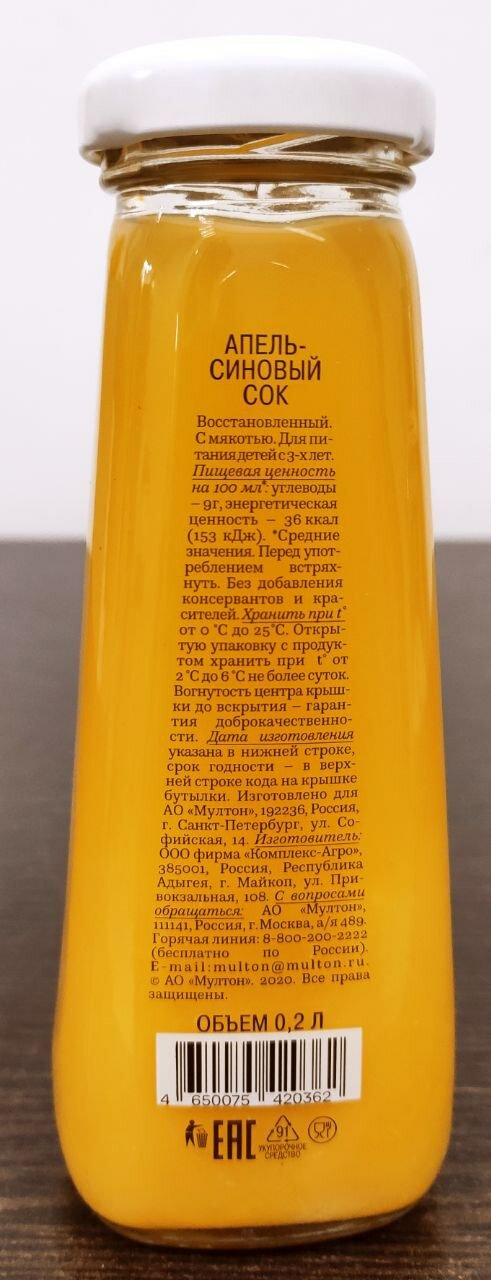 АПЕЛЬ-
СИНОВЫЙ
СОК
Восстановленный.
С мякотью. Для пи-
тания детей с 3-х лет.
Пищевая ценность
на 100 мл*: углеводы
– 9г, энергетическая
ценность – 36 ккал
(153 кДж). *Средние
значения. Перед упот-
реблением встрях-
нуть. Без добавления
консервантов и кра-
сителей. Хранить при t°
от 0 °C до 25°C. Откры-
тую упаковку с продук-
том хранить при t° от
2 °C до 6 °C не более суток.
Вогнутость центра крыш-
ки до вскрытия – гаран-
тия доброкачественно-
сти. Дата изготовления
указана в нижней строке,
срок годности – в верх-
ней строке кода на крышке
бутылки. Изготовлено для
АО «Мултон», 192236, Россия,
г. Санкт-Петербург, ул. Со-
фийская, 14. Изготовитель:
ООО фирма «Комплекс-Агро»,
385001, Россия, Республика
Адыгея, г. Майкоп, ул. При-
вокзальная, 108. С вопросами
обращаться: АО «Мултон»,
111141, Россия, г. Москва, а/я 489.
Горячая линия: 8-800-200-2222
(бесплатно по России).
E-mail:multon@multon.ru.
© АО «Мултон». 2020. Все права
защищены.
ОБЪЕМ 0,2 Л
4 650075 420362
EAC 91
УКУПОРОЧНОЕ
СРЕДСТВО